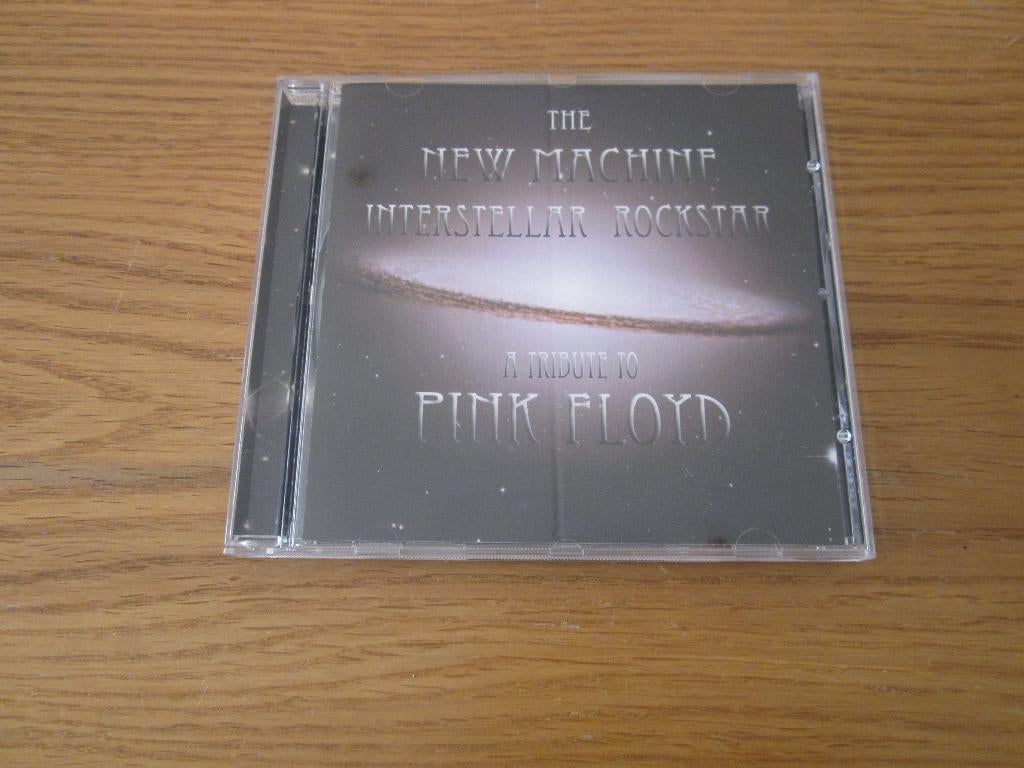 THE
NEW MACHINE
INTERSTELLAR ROCKSTAR
A TRIBUTE TO
PINK FLOYD